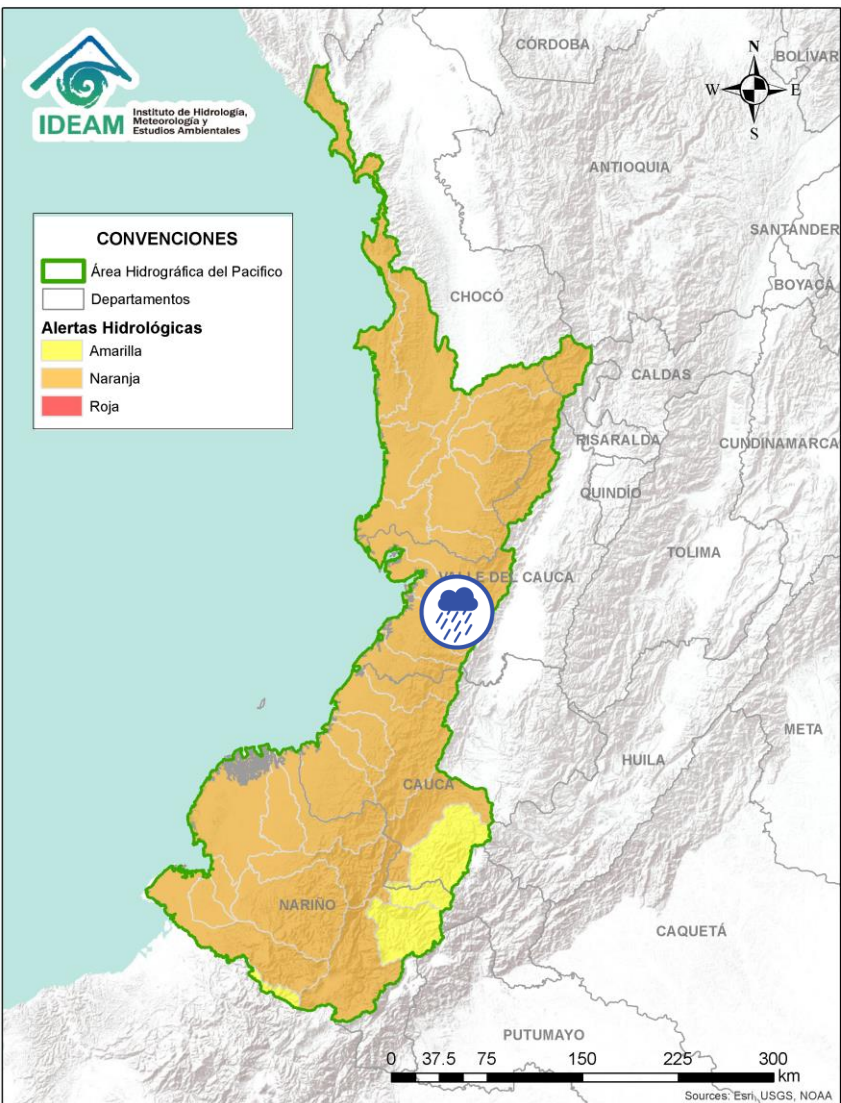 IDEAM
Instituto de Hidrología,
Meteorología y
Estudios Ambientales
CÓRDOBA
BOLÍVAR
N
W
E
S
ANTIOQUIA
SANTANDER
BOYACÁ
CONVENCIONES
Área Hidrográfica del Pacifico
Departamentos
Alertas Hidrológicas
Amarilla
Naranja
Roja
CHOCÓ
CALDAS
RISARALDA
CUNDINAMARCA
QUINDÍO
TOLIMA
VALLE DEL CAUCA
META
HUILA
CAUCA
NARIÑO
CAQUETÁ
PUTUMAYO
0 37.5 75 150 225 300
km
Sources: Esri, USGS, NOAA